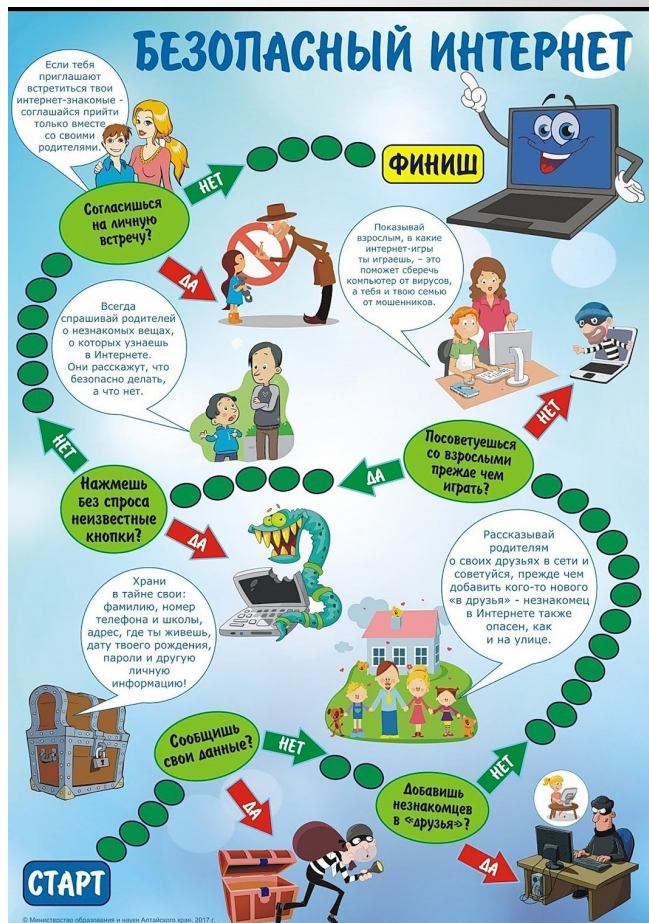 БЕЗОПАСНЫЙ ИНТЕРНЕТ
Если тебя
приглашают
встретиться твои
интернет-знакомые -
соглашайся прийти
только вместе
со своими
родителями.
НЕТ
ФИНИШ
Согласишься
на личную
встречу?
ДА
Показывай
взрослым, в какие
интернет-игры
ты играешь, – это
поможет сберечь
компьютер от вирусов,
а тебя и твою семью
от мошенников.
Всегда
спрашивай родителей
о незнакомых вещах,
о которых узнаешь
в Интернете.
Они расскажут, что
безопасно делать,
а что нет.
НЕТ
НЕТ
Посоветуешься
со взрослыми
прежде чем
играть?
ДА
Нажмешь
без спроса
неизвестные
кнопки?
ДА
Рассказывай
родителям
о своих друзьях в сети и
советуйся, прежде чем
добавить кого-то нового
«в друзья» - незнакомец
в Интернете также
опасен, как
и на улице.
Храни
в тайне свои:
фамилию, номер
телефона и школы,
адрес, где ты живешь,
дату твоего рождения,
пароли и другую
личную
информацию!
Сообщишь
свои данные?
НЕТ
НЕТ
ДА
Добавишь
незнакомцев
в «друзья»?
ДА
СТАРТ
© Министерство образования и науки Алтайского края, 2017 г.